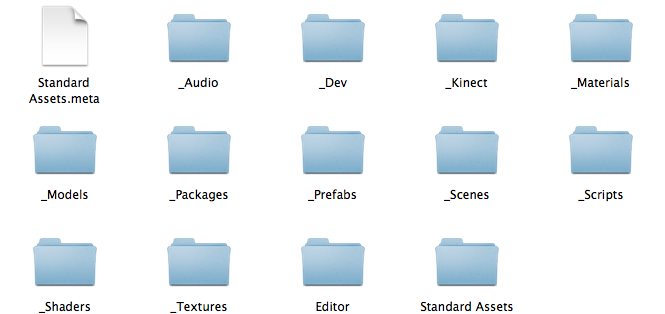 Standard
Assets.meta
_Audio
_Dev
_Kinect
_Materials
_Models
_Packages
_Prefabs
_Scenes
_Scripts
_Shaders
_Textures
Editor
Standard Assets